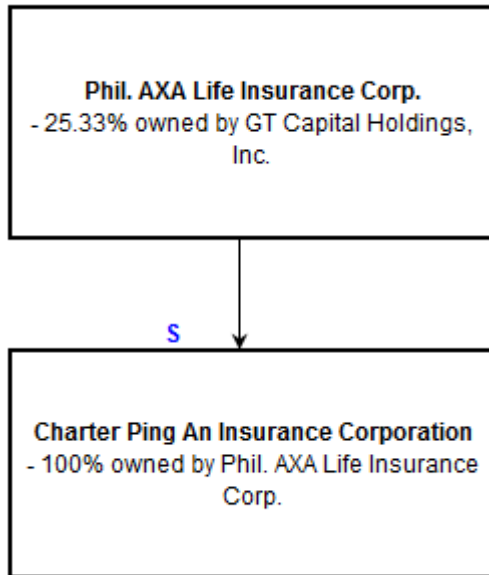 Phil. AXA Life Insurance Corp.
- 25.33% owned by GT Capital Holdings,
Inc.
S
Charter Ping An Insurance Corporation
- 100% owned by Phil. AXA Life Insurance
Corp.